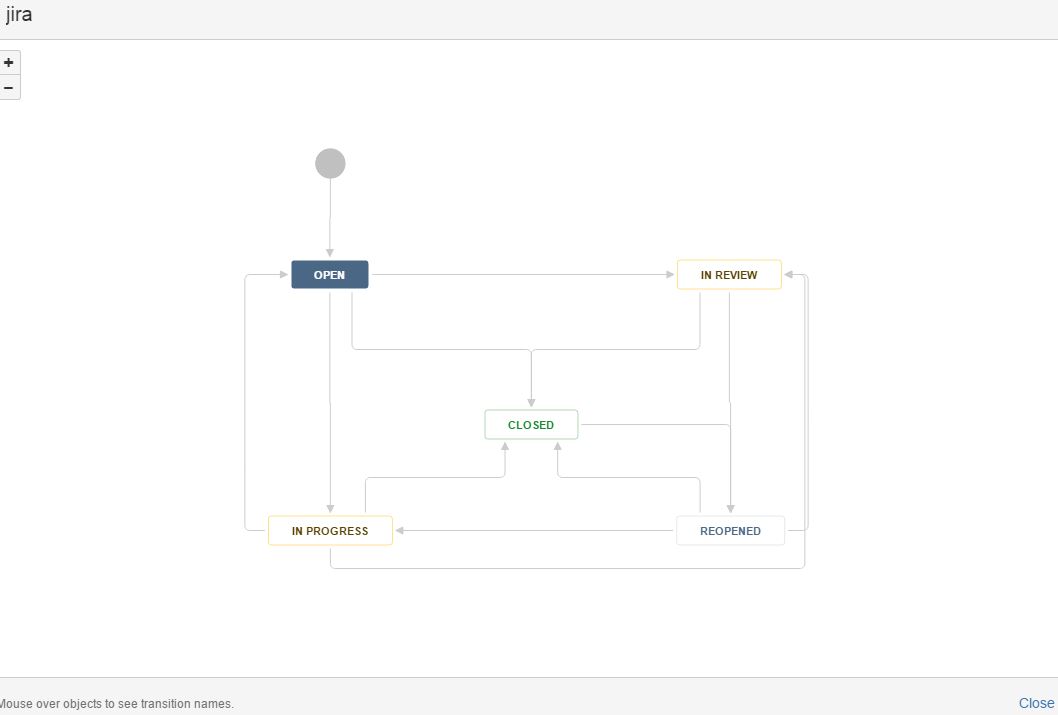 jira
+
−
OPEN
IN REVIEW
CLOSED
IN PROGRESS
REOPENED
Mouse over objects to see transition names.
Close